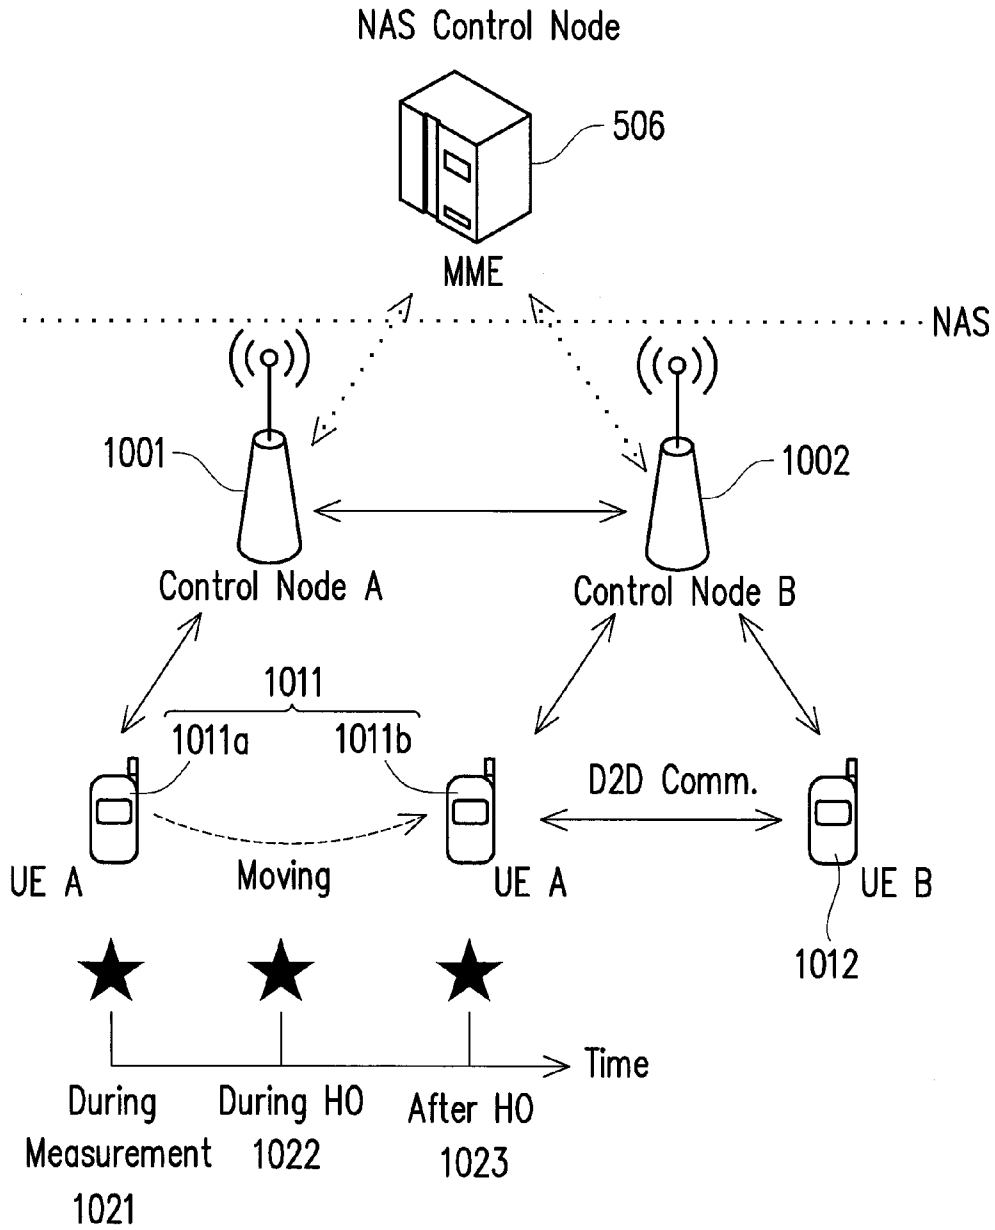 NAS Control Node
506
MME
NAS
1001
1002
Control Node A
Control Node B
1011
1011a
1011b
D2D Comm.
UE A
Moving
UE A
UE B
1012
Time
During
Measurement
1021
During HO
1022
After HO
1023